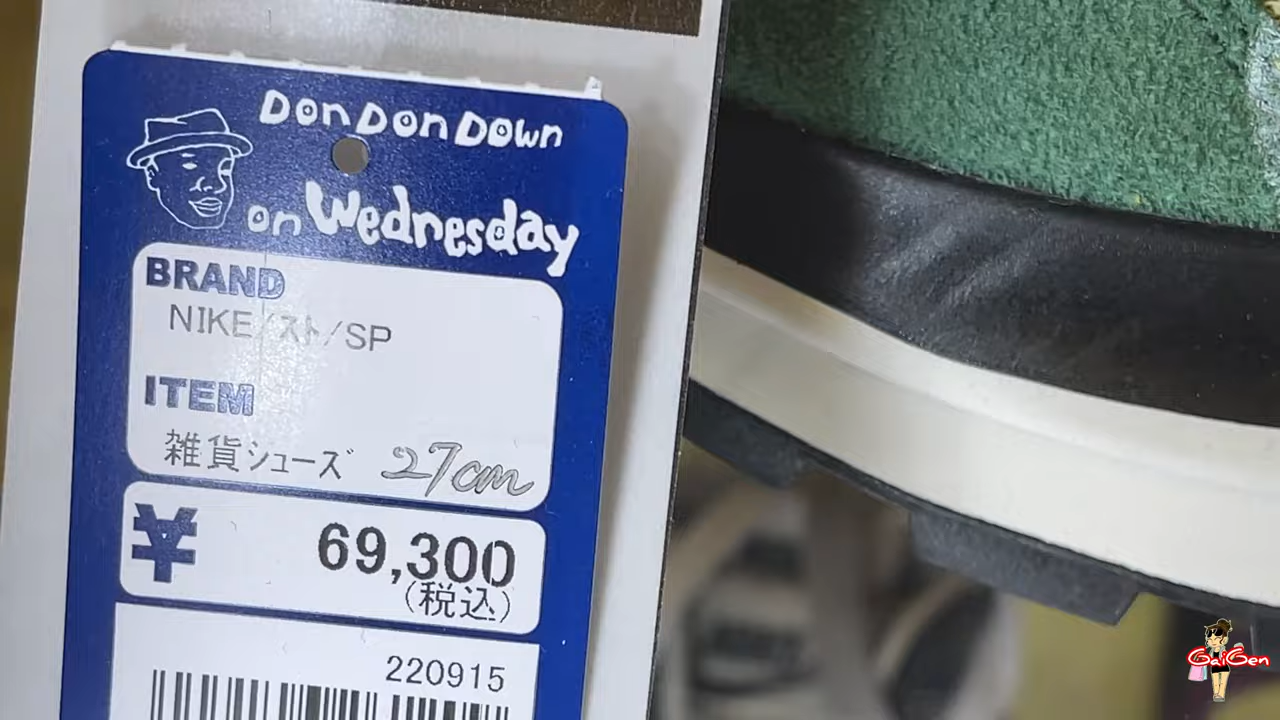 Don Don Down
on Wednesday
BRAND
NIKE/スト/SP
ITEM
雑貨シューズ 27cm
¥ 69,300
(税込)
220915
GaiGen